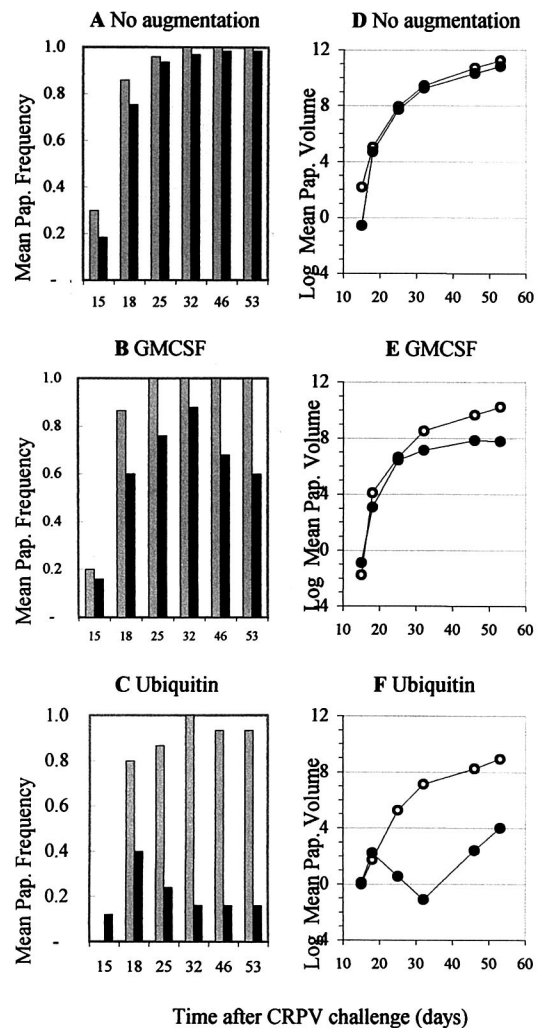 A No augmentation
D No augmentation
Mean Pap. Frequency
1.0
0.8
0.6
0.4
0.2
-
15 18 25 32 46 53
Log Mean Pap. Volume
12
8
4
0
-4
10 20 30 40 50 60
B GMCSF
E GMCSF
Mean Pap. Frequency
1.0
0.8
0.6
0.4
0.2
-
15 18 25 32 46 53
Log Mean Pap. Volume
12
8
4
0
-4
10 20 30 40 50 60
C Ubiquitin
F Ubiquitin
Mean Pap. Frequency
1.0
0.8
0.6
0.4
0.2
-
15 18 25 32 46 53
Log Mean Pap. Volume
12
8
4
0
-4
10 20 30 40 50 60
Time after CRPV challenge (days)